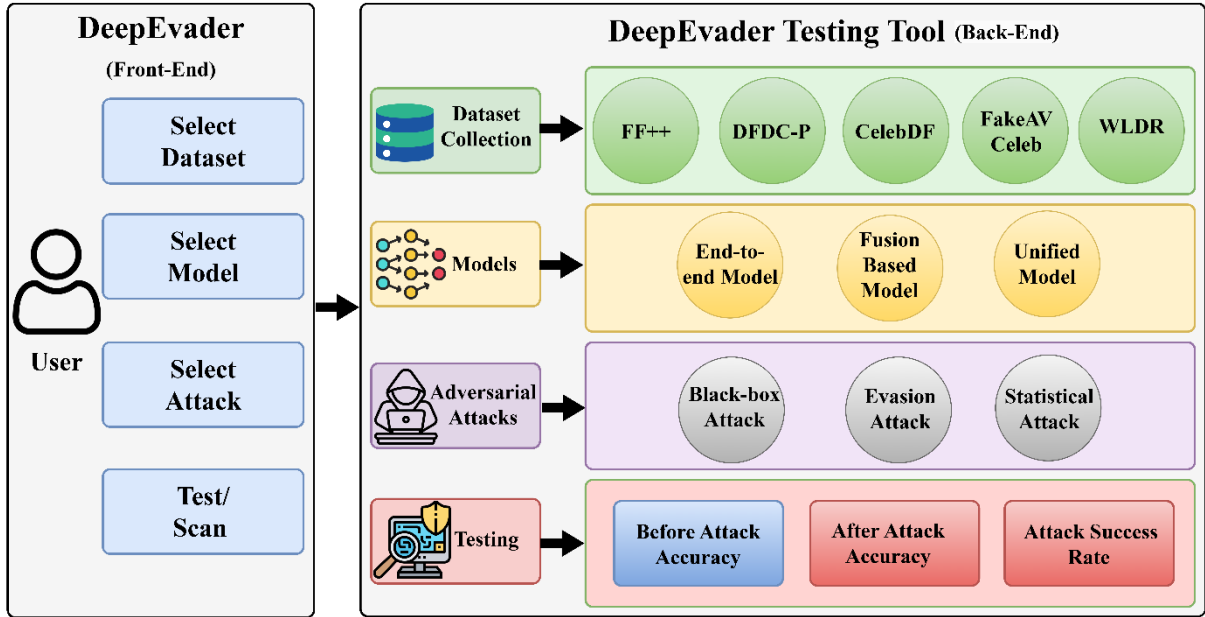 DeepEvader
(Front-End)
Select
Dataset
Select
Model
User
Select
Attack
Test/
Scan
DeepEvader Testing Tool (Back-End)
Dataset
Collection
FF++
DFDC-P
CelebDF
FakeAV
Celeb
WLDR
Models
End-to-
end Model
Fusion
Based
Model
Unified
Model
Adversarial
Attacks
Black-box
Attack
Evasion
Attack
Statistical
Attack
Testing
Before Attack
Accuracy
After Attack
Accuracy
Attack Success
Rate